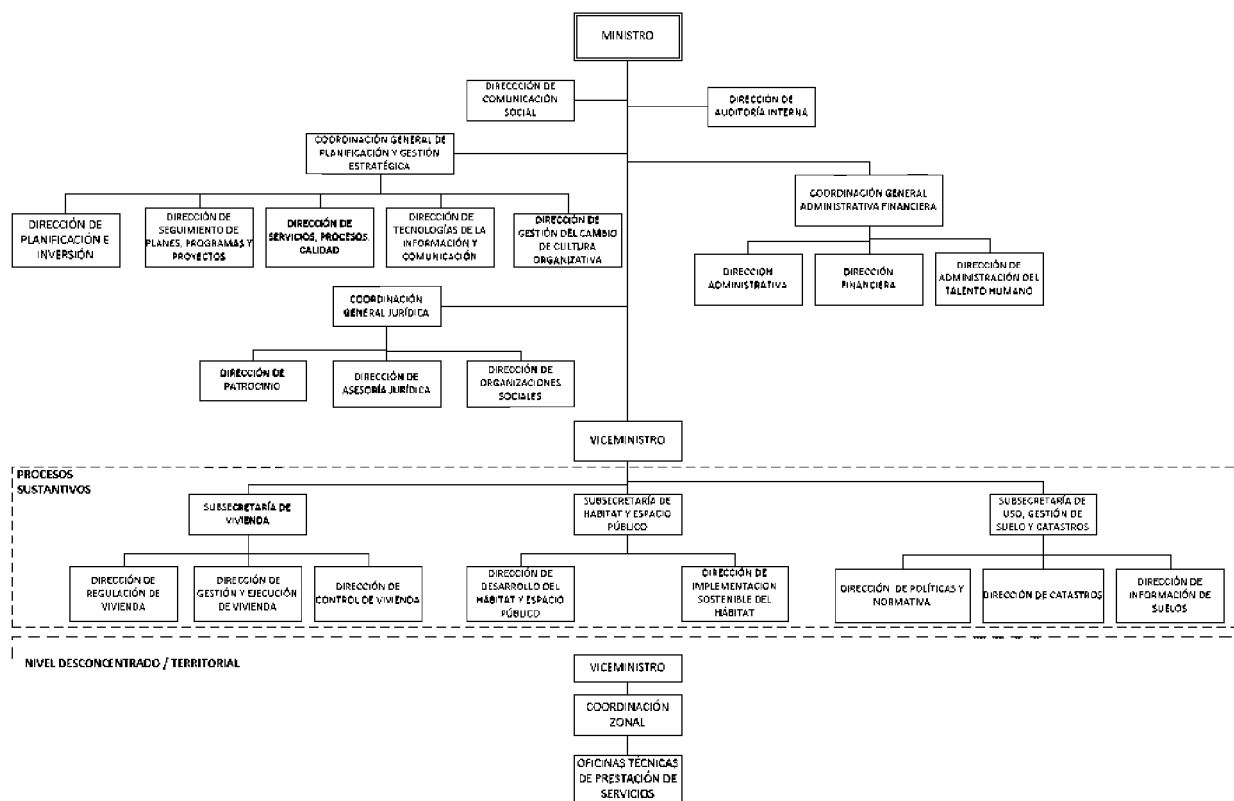 MINISTRO
DIRECCCIÓN DE
COMUNICACIÓN
SOCIAL
DIRECCIÓN DE
AUDITORÍA INTERNA
COORDINACIÓN GENERAL DE
PLANIFICACIÓN Y GESTIÓN
ESTRATÉGICA
COORDINACIÓN GENERAL
ADMINISTRATIVA FINANCIERA
DIRECCIÓN DE
PLANIFICACIÓN E
INVERSIÓN
DIRECCIÓN DE
SEGUIMIENTO DE
PLANES, PROGRAMAS Y
PROYECTOS
DIRECCIÓN DE
SERVICIOS, PROCESOS,
CALIDAD
DIRECCIÓN DE
TECNOLOGÍAS DE LA
INFORMACIÓN Y
COMUNICACIÓN
DIRECCIÓN DE
GESTIÓN DEL CAMBIO
DE CULTURA
ORGANIZATIVA
DIRECCIÓN
ADMINISTRATIVA
DIRECCIÓN
FINANCIERA
DIRECCIÓN DE
ADMINISTRACIÓN DEL
TALENTO HUMANO
COORDINACIÓN
GENERAL JURÍDICA
DIRECCIÓN DE
PATROCINIO
DIRECCIÓN DE
ASESORÍA JURÍDICA
DIRECCIÓN DE
ORGANIZACIONES
SOCIALES
VICEMINISTRO
PROCESOS
SUSTANTIVOS
SUBSECRETARÍA DE
VIVIENDA
SUBSECRETARÍA DE
HABITAT Y ESPACIO
PÚBLICO
SUBSECRETARÍA DE
USO, GESTIÓN DE
SUELO Y CATASTROS
DIRECCIÓN DE
REGULACIÓN DE
VIVIENDA
DIRECCIÓN DE
GESTIÓN Y EJECUCIÓN
DE VIVIENDA
DIRECCIÓN DE
CONTROL DE VIVIENDA
DIRECCIÓN DE
DESARROLLO DEL
HÁBITAT Y ESPACIO
PÚBLICO
DIRECCIÓN DE
IMPLEMENTACION
SOSTENIBLE DEL
HÁBITAT
DIRECCIÓN DE POLÍTICAS Y
NORMATIVA
DIRECCIÓN DE CATASTROS
DIRECCIÓN DE
INFORMACIÓN DE
SUELOS
NIVEL DESCONCENTRADO / TERRITORIAL
VICEMINISTRO
COORDINACIÓN
ZONAL
OFICINAS TÉCNICAS
DE PRESTACIÓN DE
SERVICIOS